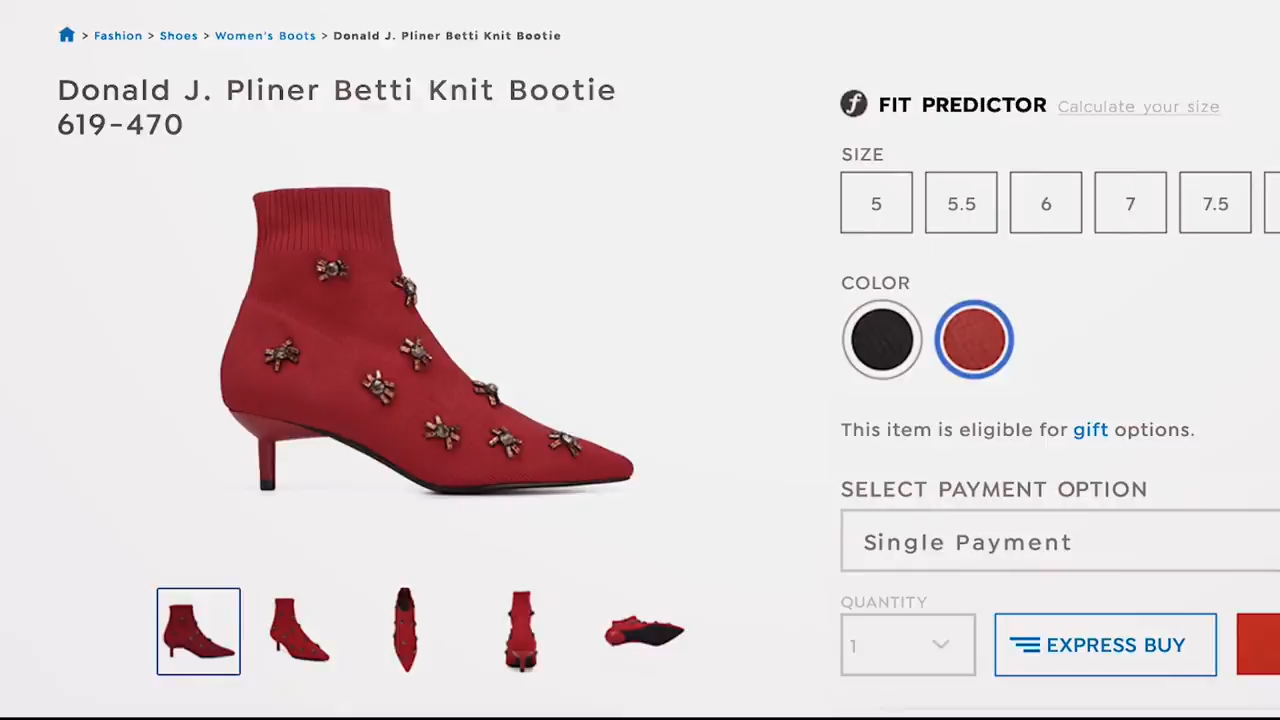 > Fashion > Shoes > Women's Boots > Donald J. Pliner Betti Knit Bootie
Donald J. Pliner Betti Knit Bootie
619-470
f FIT PREDICTOR Calculate your size
SIZE
5 5.5 6 7 7.5
COLOR
This item is eligible for gift options.
SELECT PAYMENT OPTION
Single Payment
QUANTITY
1
EXPRESS BUY